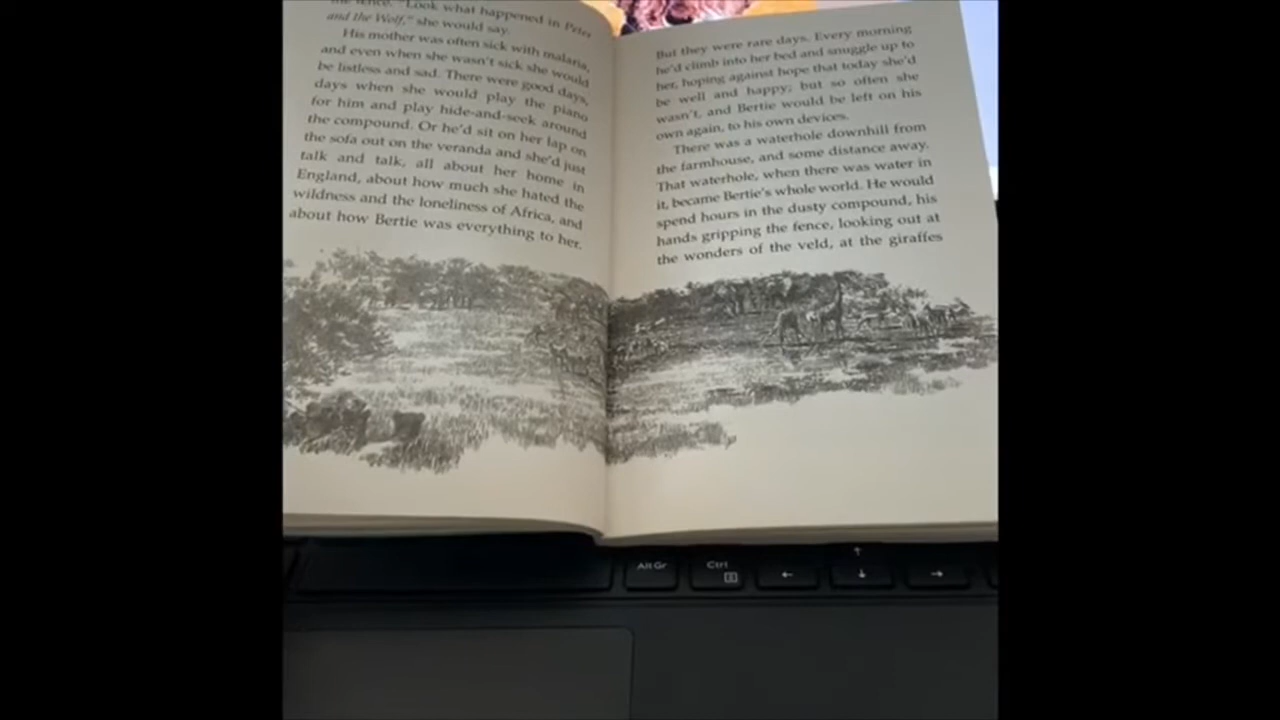 the fence. "Look what happened in Peter
and the Wolf," she would say.
His mother was often sick with malaria,
and even when she wasn't sick she would
be listless and sad. There were good days,
days when she would play the piano
for him and play hide-and-seek around
the compound. Or he'd sit on her lap on
the sofa out on the veranda and she'd just
talk and talk, all about her home in
England, about how much she hated the
wildness and the loneliness of Africa, and
about how Bertie was everything to her.
But they were rare days. Every morning
he'd climb into her bed and snuggle up to
her, hoping against hope that today she'd
be well and happy; but so often she
wasn't, and Bertie would be left on his
own again, to his own devices.
There was a waterhole downhill from
the farmhouse, and some distance away.
That waterhole, when there was water in
it, became Bertie's whole world. He would
spend hours in the dusty compound, his
hands gripping the fence, looking out at
the wonders of the veld, at the giraffes
Alt Gr
Ctrl